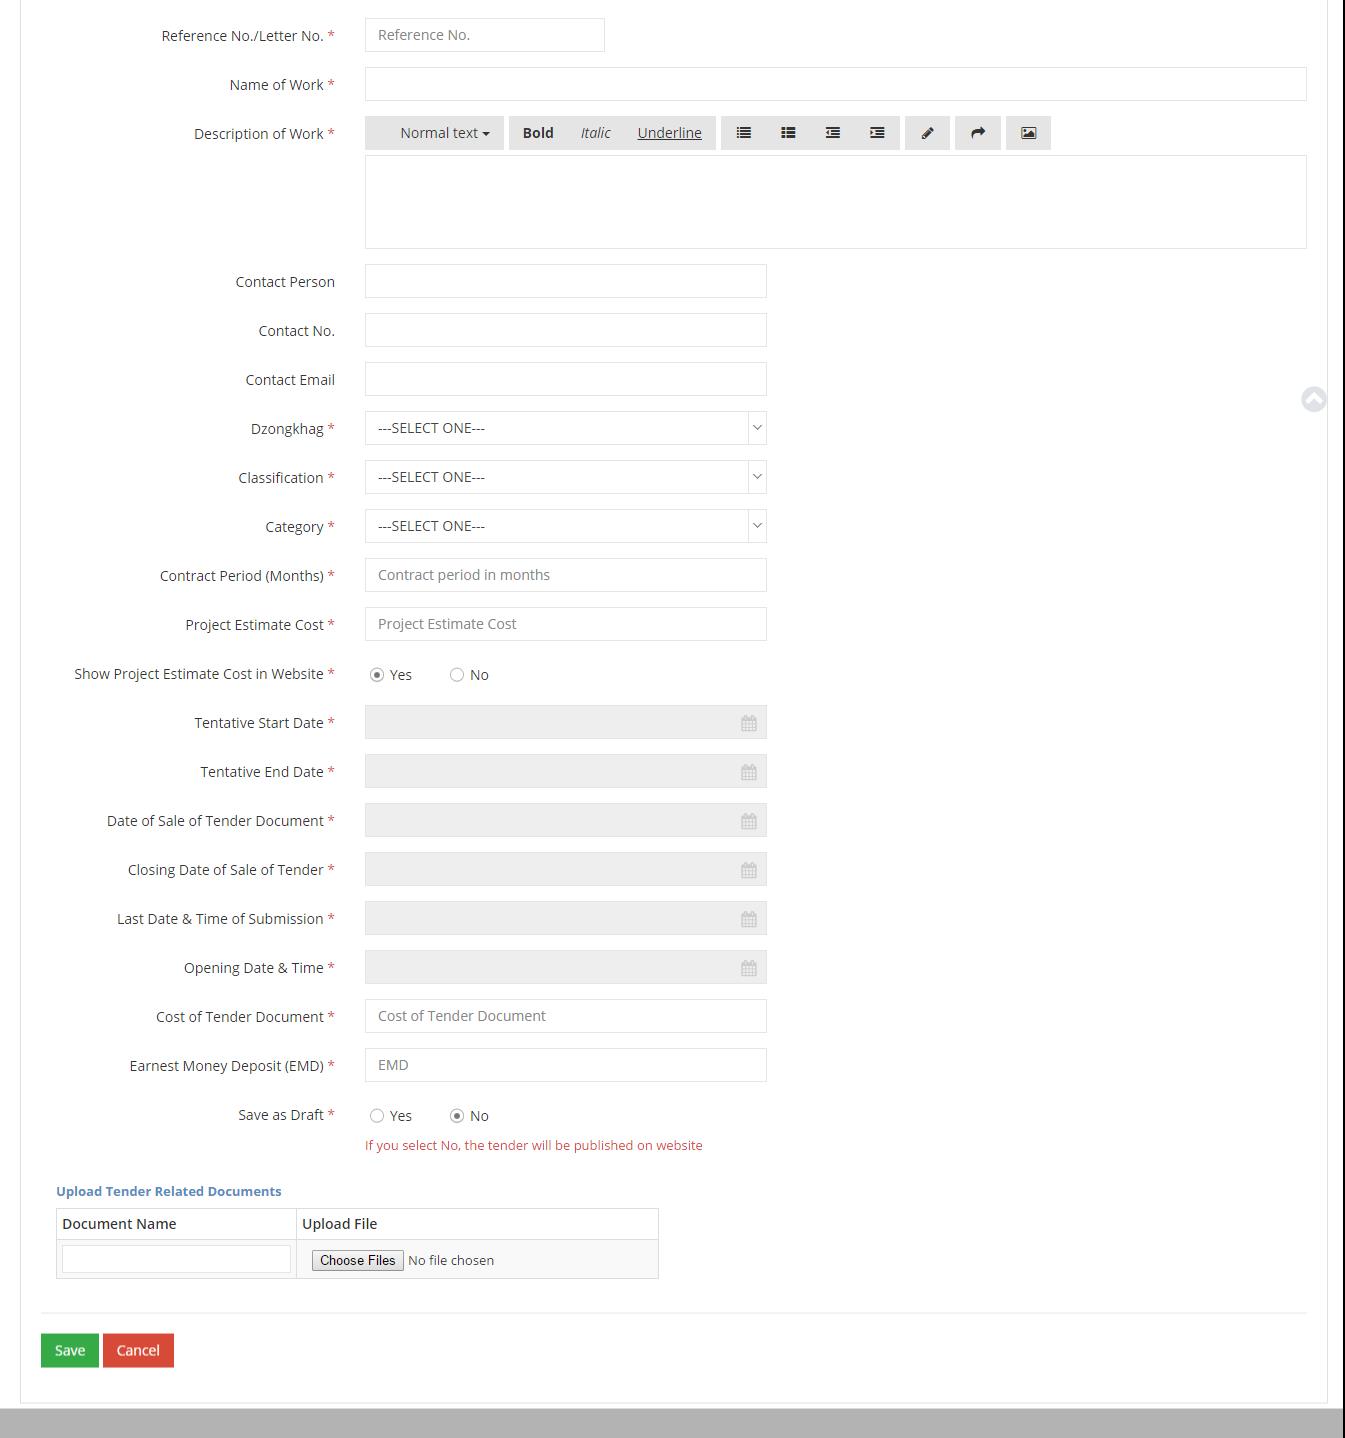 Reference No./Letter No. * Reference No.
Name of Work *
Description of Work * Normal text Bold Italic Underline
Contact Person
Contact No.
Contact Email
Dzongkhag * ---SELECT ONE---
Classification * ---SELECT ONE---
Category * ---SELECT ONE---
Contract Period (Months) * Contract period in months
Project Estimate Cost * Project Estimate Cost
Show Project Estimate Cost in Website * Yes No
Tentative Start Date *
Tentative End Date *
Date of Sale of Tender Document *
Closing Date of Sale of Tender *
Last Date & Time of Submission *
Opening Date & Time *
Cost of Tender Document * Cost of Tender Document
Earnest Money Deposit (EMD) * EMD
Save as Draft * Yes No
If you select No, the tender will be published on website
Upload Tender Related Documents
Document Name Upload File
Choose Files No file chosen
Save Cancel